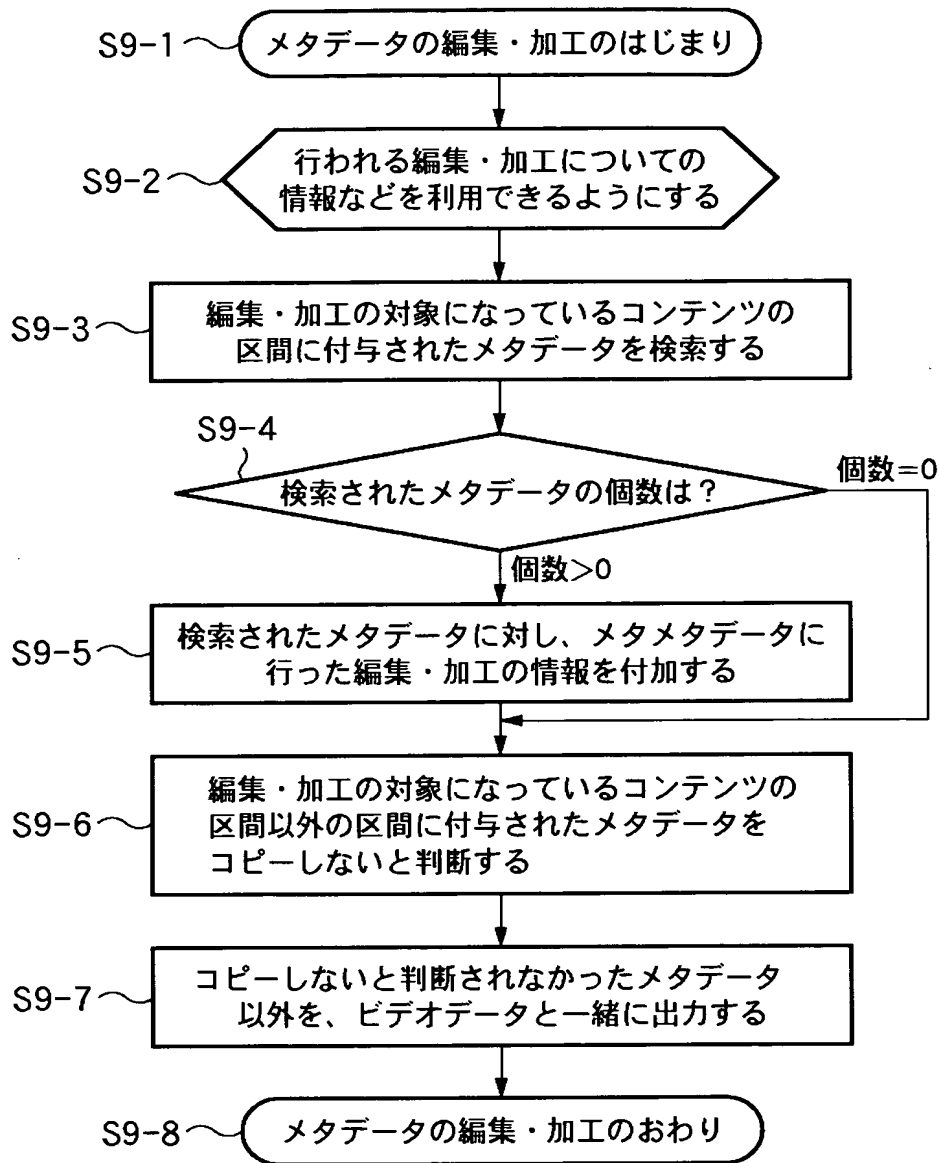 S9-1
メタデータの編集・加工のはじまり
S9-2
行われる編集・加工についての
情報などを利用できるようにする
S9-3
編集・加工の対象になっているコンテンツの
区間に付与されたメタデータを検索する
S9-4
検索されたメタデータの個数は?
個数=0
個数>0
S9-5
検索されたメタデータに対し、メタメタデータに
行った編集・加工の情報を付加する
S9-6
編集・加工の対象になっているコンテンツの
区間以外の区間に付与されたメタデータを
コピーしないと判断する
S9-7
コピーしないと判断されなかったメタデータ
以外を、ビデオデータと一緒に出力する
S9-8
メタデータの編集・加工のおわり